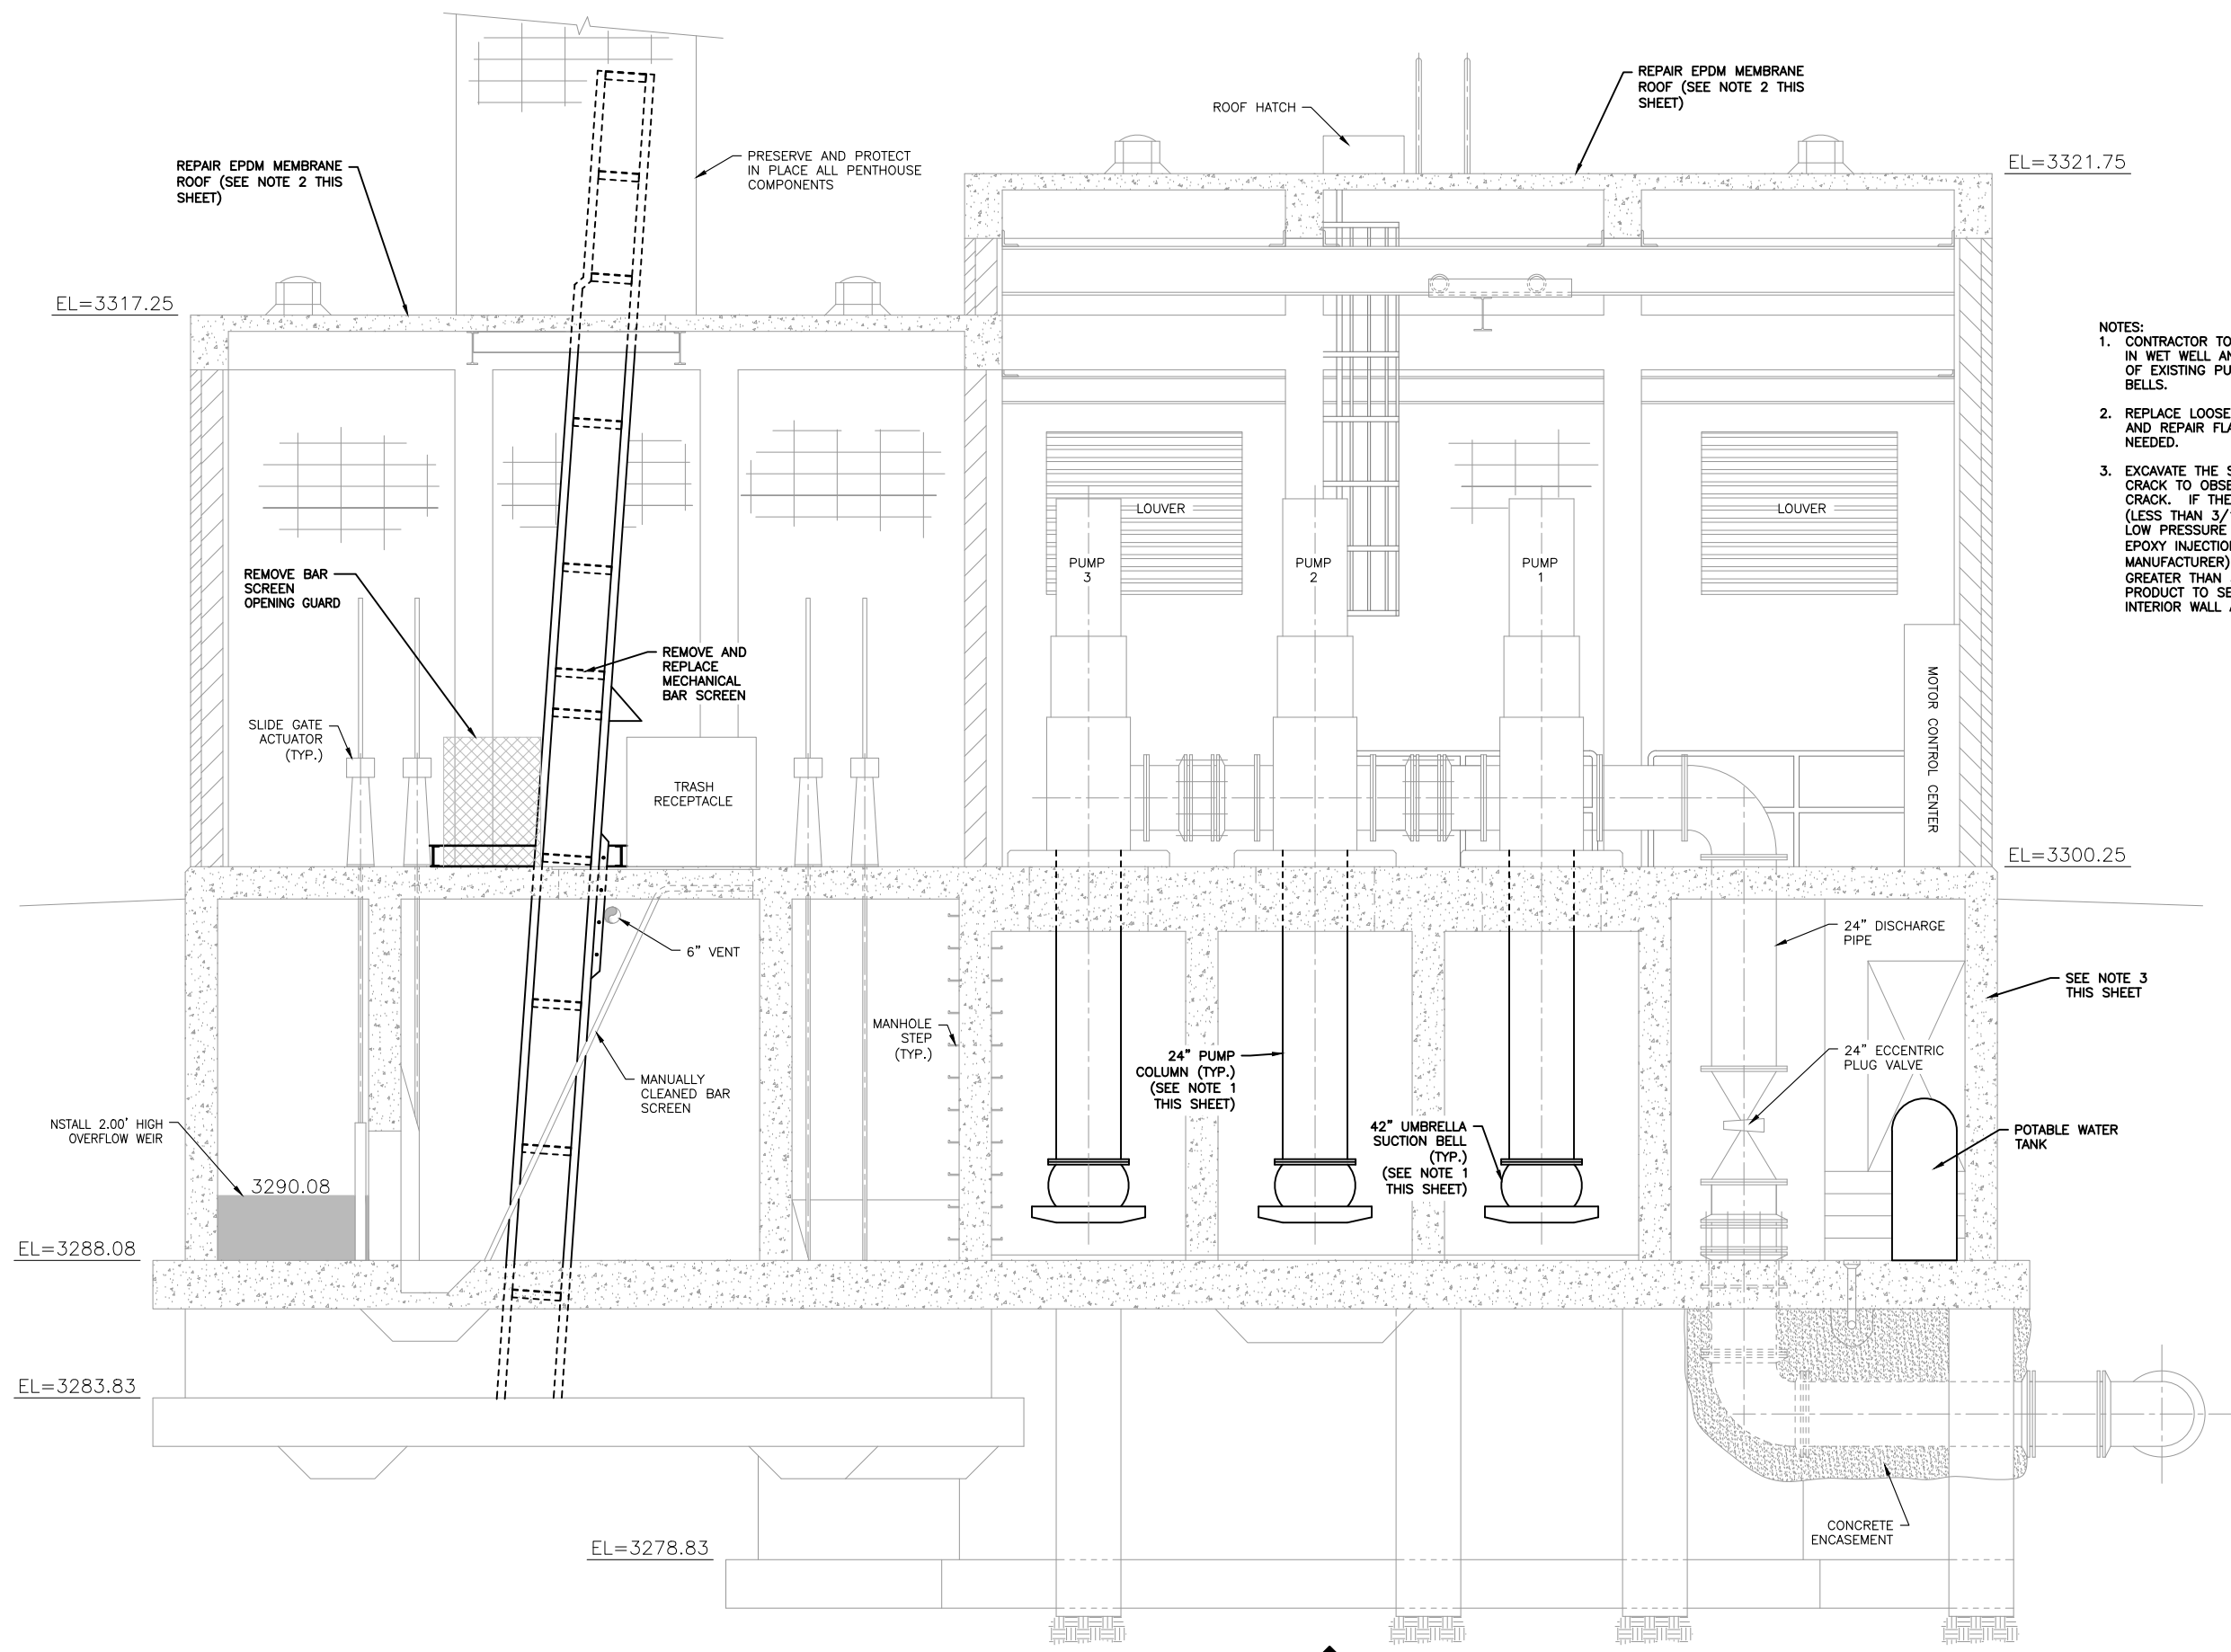 REPAIR EPDM MEMBRANE
ROOF (SEE NOTE 2 THIS
SHEET)
PRESERVE AND PROTECT
IN PLACE ALL PENTHOUSE
COMPONENTS
ROOF HATCH
REPAIR EPDM MEMBRANE
ROOF (SEE NOTE 2 THIS
SHEET)
EL=3321.75
EL=3317.25
NOTES:
1. CONTRACTOR TO
IN WET WELL
OF EXISTING
BELLS.
2. REPLACE LOOSE
AND REPAIR
NEEDED.
3. EXCAVATE THE
CRACK TO
CRACK. IF THE
(LESS THAN
LOW PRESSURE
EPOXY
MANUFACTURER)
GREATER THAN
PRODUCT TO
INTERIOR WALL
LOUVER
LOUVER
PUMP
3
PUMP
2
PUMP
1
REMOVE BAR
SCREEN
OPENING GUARD
REMOVE AND
REPLACE
MECHANICAL
BAR SCREEN
SLIDE GATE
ACTUATOR
(TYP.)
TRASH
RECEPTACLE
MOTOR CONTROL CENTER
EL=3300.25
6" VENT
24" DISCHARGE
PIPE
SEE NOTE 3
THIS SHEET
MANHOLE
STEP
(TYP.)
24" PUMP
COLUMN (TYP.)
(SEE NOTE 1
THIS SHEET)
24" ECCENTRIC
PLUG VALVE
MANUALLY
CLEANED BAR
SCREEN
NSTALL 2.00' HIGH
OVERFLOW WEIR
42" UMBRELLA
SUCTION BELL
(TYP.)
(SEE NOTE 1
THIS SHEET)
POTABLE WATER
TANK
3290.08
EL=3288.08
EL=3283.83
CONCRETE
ENCASEMENT
EL=3278.83